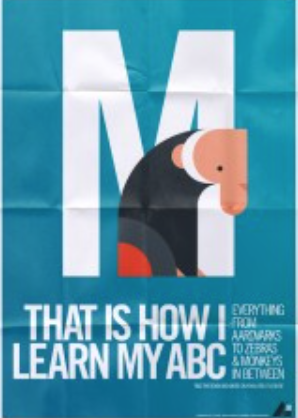 M
THAT IS HOW I
LEARN MY ABC
EVERYTHING
FROM
AARDVARKS
TO ZEBRAS
& MONKEYS
IN BETWEEN